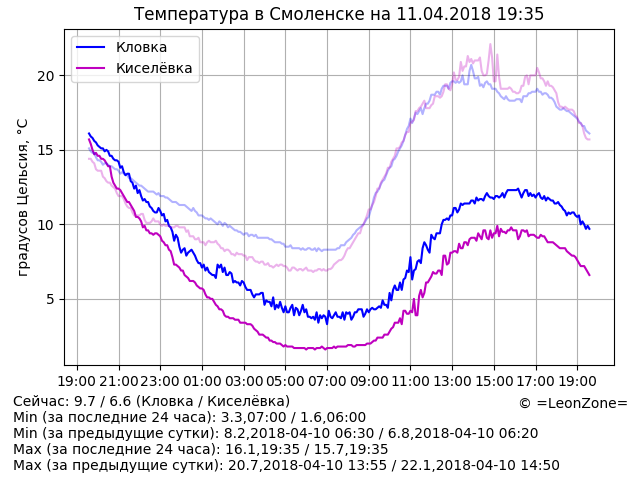 Температура в Смоленске на 11.04.2018 19:35
Кловка
Киселёвка
градусов Цельсия, °C
20
15
10
5
19:00 21:00 23:00 01:00 03:00 05:00 07:00 09:00 11:00 13:00 15:00 17:00 19:00
Сейчас: 9.7 / 6.6 (Кловка / Киселёвка)
© =LeonZone=
Min (за последние 24 часа): 3.3,07:00 / 1.6,06:00
Min (за предыдущие сутки): 8.2,2018-04-10 06:30 / 6.8,2018-04-10 06:20
Max (за последние 24 часа): 16.1,19:35 / 15.7,19:35
Max (за предыдущие сутки): 20.7,2018-04-10 13:55 / 22.1,2018-04-10 14:50